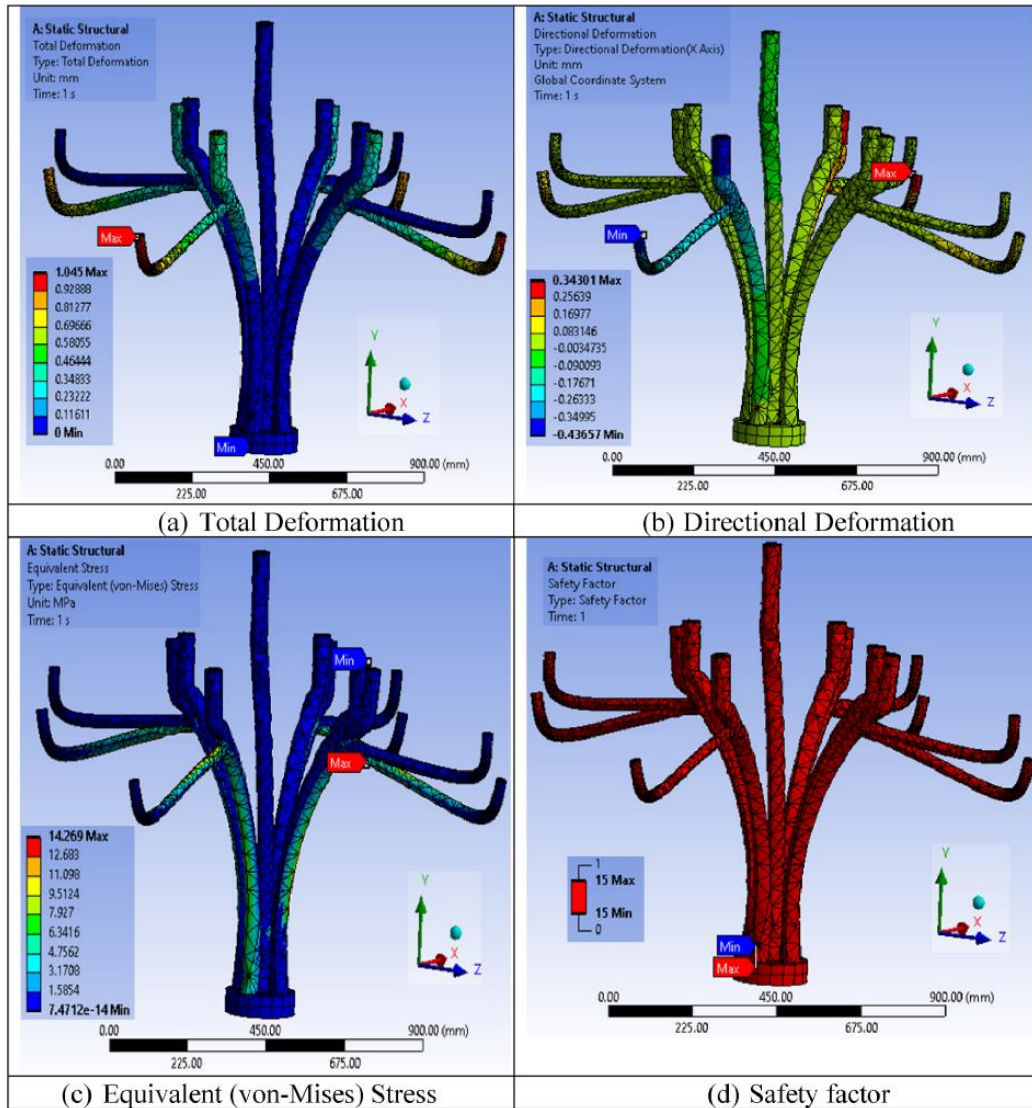 A: Static Structural
Total Deformation
Type: Total Deformation
Unit: mm
Time: 1 s
Max
1.045 Max
0.92888
0.81277
0.69666
0.58055
0.46444
0.34833
0.23222
0.11611
0 Min
Min
Y
X
Z
0.00
450.00
900.00 (mm)
225.00
675.00
(a) Total Deformation
A: Static Structural
Directional Deformation
Type: Directional Deformation(X Axis)
Unit: mm
Global Coordinate System
Time: 1 s
Max
Min
0.34301 Max
0.25639
0.16977
0.083146
-0.0034735
-0.090093
-0.17671
-0.26333
-0.34995
-0.43657 Min
Y
X
Z
0.00
450.00
900.00 (mm)
225.00
675.00
(b) Directional Deformation
A: Static Structural
Equivalent Stress
Type: Equivalent (von-Mises) Stress
Unit: MPa
Time: 1 s
Min
Max
14.269 Max
12.683
11.098
9.5124
7.927
6.3416
4.7562
3.1708
1.5854
7.4712e-14 Min
Y
X
Z
0.00
450.00
900.00 (mm)
225.00
675.00
(c) Equivalent (von-Mises) Stress
A: Static Structural
Safety Factor
Type: Safety Factor
Time: 1
1
15 Max
15 Min
0
Min
Max
Y
X
Z
0.00
450.00
900.00 (mm)
225.00
675.00
(d) Safety factor